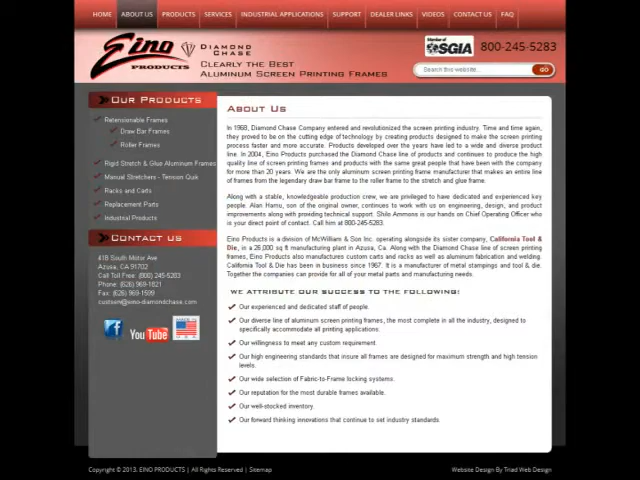 HOME ABOUT US PRODUCTS SERVICES INDUSTRIAL APPLICATIONS SUPPORT DEALER LINKS VIDEOS CONTACT US FAQ
Eino
PRODUCTS
DIAMOND
CHASE
CLEARLY THE BEST
ALUMINUM SCREEN PRINTING FRAMES
Member of
SGIA
800-245-5283
Search this website...
GO
OUR PRODUCTS
Retensionable Frames
Draw Bar Frames
Roller Frames
Rigid Stretch & Glue Aluminum Frames
Manual Stretchers - Tension Quik
Racks and Carts
Replacement Parts
Industrial Products
CONTACT US
418 South Motor Ave
Azusa, CA 91702
Call Toll Free: (800) 245-5283
Phone: (626) 969-1821
Fax: (626) 969-1599
custserv@eino-diamondchase.com
You Tube
MADE IN
ABOUT US
In 1968, Diamond Chase Company entered and revolutionized the screen printing industry. Time and time again,
they proved to be on the cutting edge of technology by creating products designed to make the screen printing
process faster and more accurate. Products developed over the years have led to a wide and diverse product
line. In 2004, Eino Products purchased the Diamond Chase line of products and continues to produce the high
quality line of screen printing frames and products with the same great people that have been with the company
for more than 20 years. We are the only aluminum screen printing frame manufacturer that makes an entire line
of frames from the legendary draw bar frame to the roller frame to the stretch and glue frame.
Along with a stable, knowledgeable production crew, we are privileged to have dedicated and experienced key
people. Alan Harnu, son of the original owner, continues to work with us on engineering, design, and product
improvements along with providing technical support. Shilo Ammons is our hands on Chief Operating Officer who
is your direct point of contact. Call him at 800-245-5283.
Eino Products is a division of McWilliam & Son Inc. operating alongside its sister company, California Tool &
Die, in a 26,000 sq ft manufacturing plant in Azusa, Ca. Along with the Diamond Chase line of screen printing
frames, Eino Products also manufactures custom carts and racks as well as aluminum fabrication and welding.
California Tool & Die has been in business since 1967. It is a manufacturer of metal stampings and tool & die.
Together the companies can provide for all of your metal parts and manufacturing needs.
WE ATTRIBUTE OUR SUCCESS TO THE FOLLOWING:
Our experienced and dedicated staff of people.
Our diverse line of aluminum screen printing frames, the most complete in all the industry, designed to
specifically accommodate all printing applications.
Our willingness to meet any custom requirement.
Our high engineering standards that insure all frames are designed for maximum strength and high tension
levels.
Our wide selection of Fabric-to-Frame locking systems.
Our reputation for the most durable frames available.
Our well-stocked inventory.
Our forward thinking innovations that continue to set industry standards.
Copyright © 2013. EINO PRODUCTS | All Rights Reserved | Sitemap
Website Design By Triad Web Design